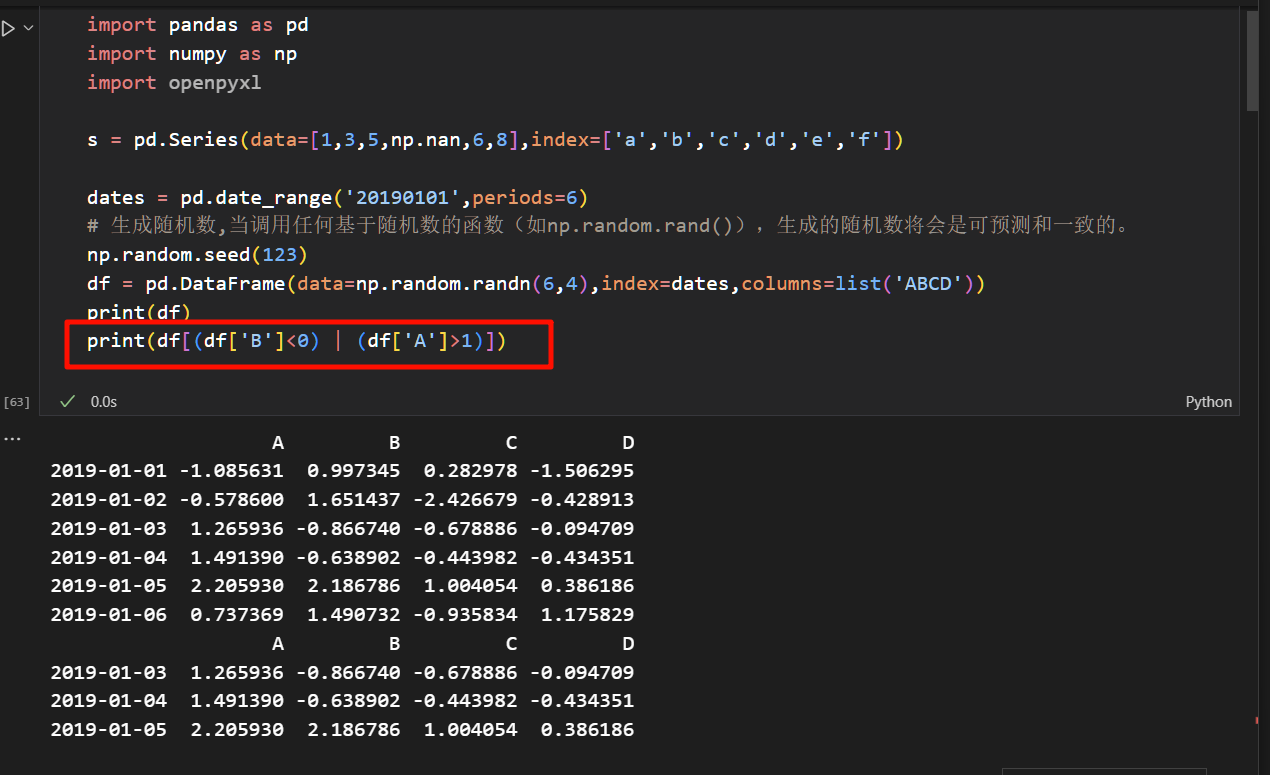 import pandas as pd
import numpy as np
import openpyxl
s = pd.Series(data=[1,3,5,np.nan,6,8],index=['a','b','c','d','e','f'])
dates = pd.date_range('20190101',periods=6)
# 生成随机数,当调用任何基于随机数的函数（如np.random.rand()），生成的随机数将会是可预测和一致的。
np.random.seed(123)
df = pd.DataFrame(data=np.random.randn(6,4),index=dates,columns=list('ABCD'))
print(df)
print(df[(df['B']<0) | (df['A']>1)])
[63] 0.0s Python
A B C D
2019-01-01 -1.085631 0.997345 0.282978 -1.506295
2019-01-02 -0.578600 1.651437 -2.426679 -0.428913
2019-01-03 1.265936 -0.866740 -0.678886 -0.094709
2019-01-04 1.491390 -0.638902 -0.443982 -0.434351
2019-01-05 2.205930 2.186786 1.004054 0.386186
2019-01-06 0.737369 1.490732 -0.935834 1.175829
A B C D
2019-01-03 1.265936 -0.866740 -0.678886 -0.094709
2019-01-04 1.491390 -0.638902 -0.443982 -0.434351
2019-01-05 2.205930 2.186786 1.004054 0.386186